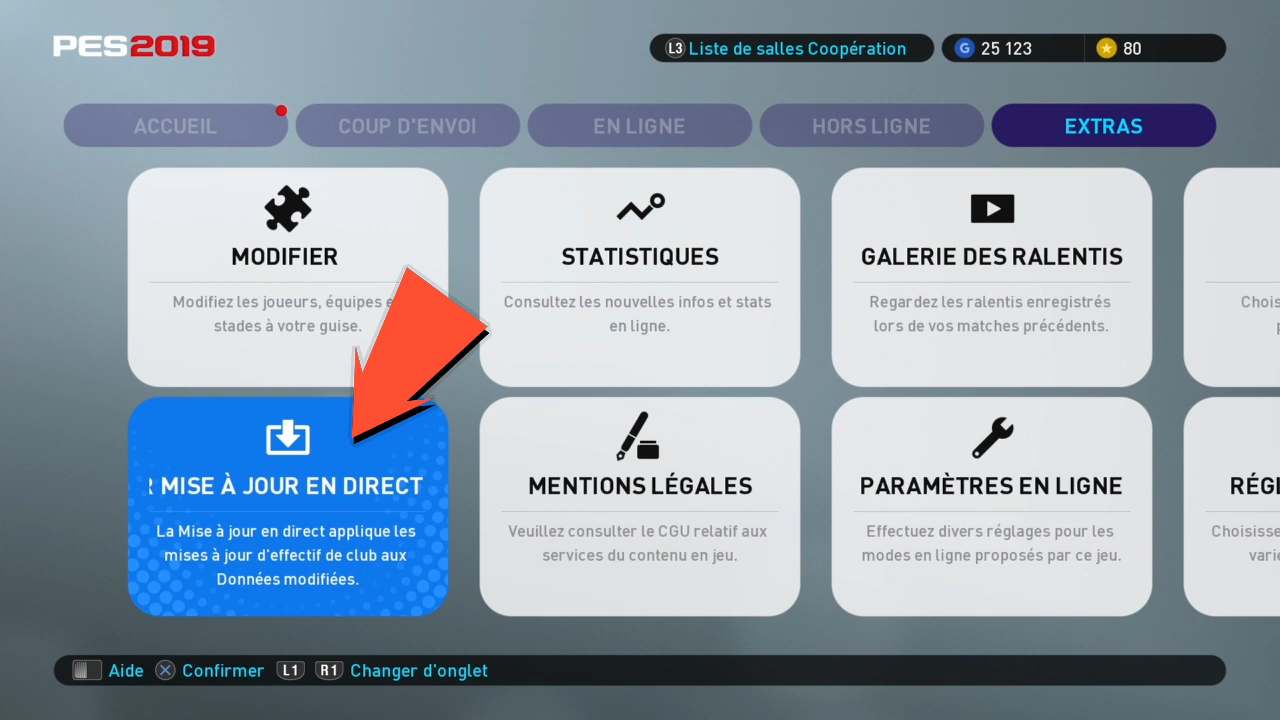 PES2019
L3 Liste de salles Coopération
G 25 123
80
ACCUEIL
COUP D'ENVOI
EN LIGNE
HORS LIGNE
EXTRAS
MODIFIER
Modifiez les joueurs, équipes
stades à votre guise.
STATISTIQUES
Consultez les nouvelles infos et stats
en ligne.
GALERIE DES RALENTIS
Regardez les ralentis enregistrés
lors de vos matches précédents.
MISE À JOUR EN DIRECT
La Mise à jour en direct applique les
mises à jour d'effectif de club aux
Données modifiées.
MENTIONS LÉGALES
Veuillez consulter le CGU relatif aux
services du contenu en jeu.
PARAMÈTRES EN LIGNE
Effectuez divers réglages pour les
modes en ligne proposés par ce jeu.
Aide Confirmer L1 R1 Changer d'onglet